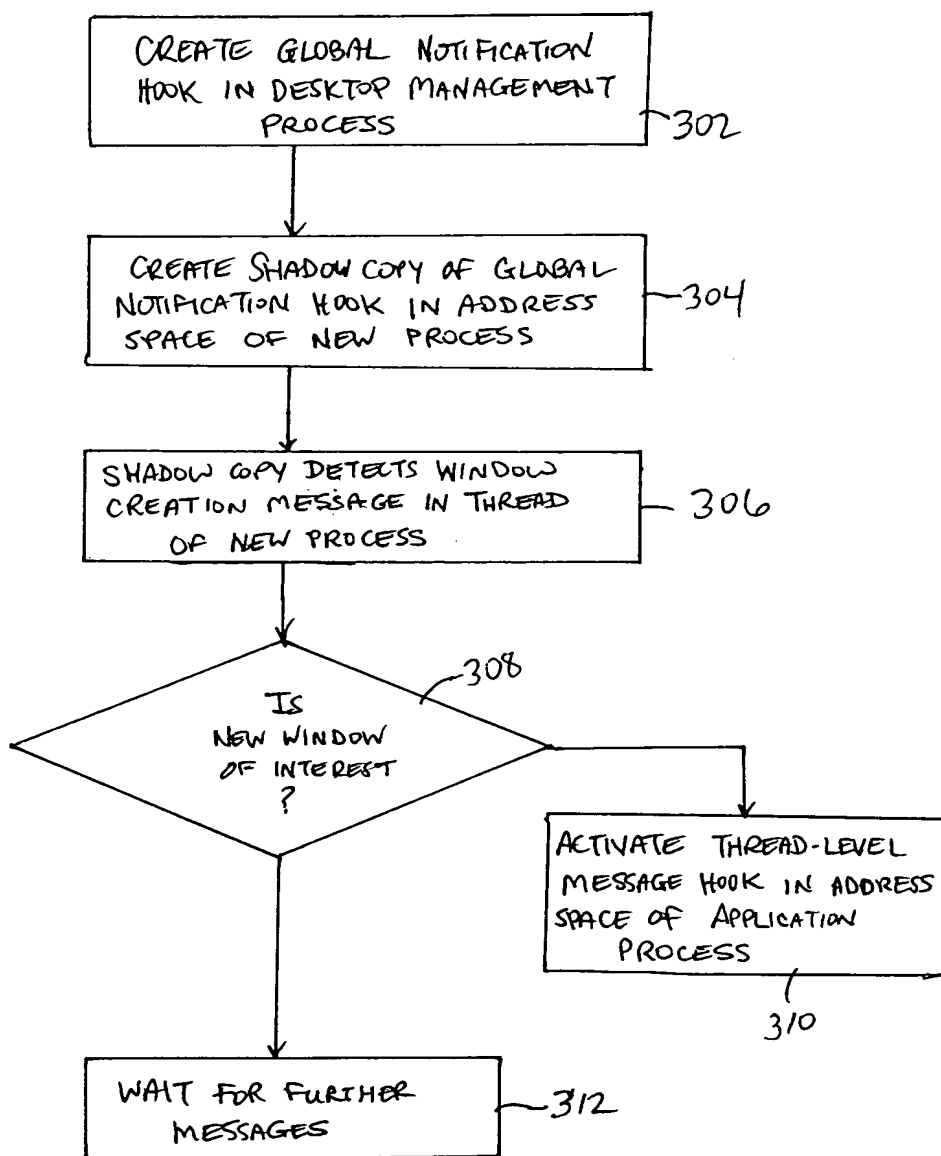 CREATE GLOBAL NOTIFICATION
HOOK IN DESKTOP MANAGEMENT
PROCESS
302
CREATE SHADOW COPY OF GLOBAL
NOTIFICATION HOOK IN ADDRESS
SPACE OF NEW PROCESS
304
SHADOW COPY DETECTS WINDOW
CREATION MESSAGE IN THREAD
OF NEW PROCESS
306
308
IS
NEW WINDOW
OF INTEREST
?
ACTIVATE THREAD-LEVEL
MESSAGE HOOK IN ADDRESS
SPACE OF APPLICATION
PROCESS
310
WAIT FOR FURTHER
MESSAGES
312